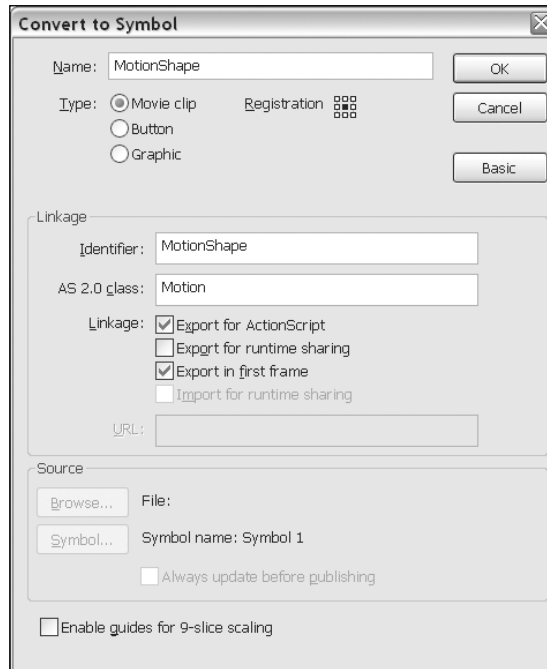 Convert to Symbol
Name: MotionShape
OK
Type: Movie clip Registration
Cancel
Button
Graphic
Basic
Linkage
Identifier: MotionShape
AS 2.0 class: Motion
Linkage: Export for ActionScript
Export for runtime sharing
Export in first frame
Import for runtime sharing
URL:
Source
Browse... File:
Symbol... Symbol name: Symbol 1
Always update before publishing
Enable guides for 9-slice scaling